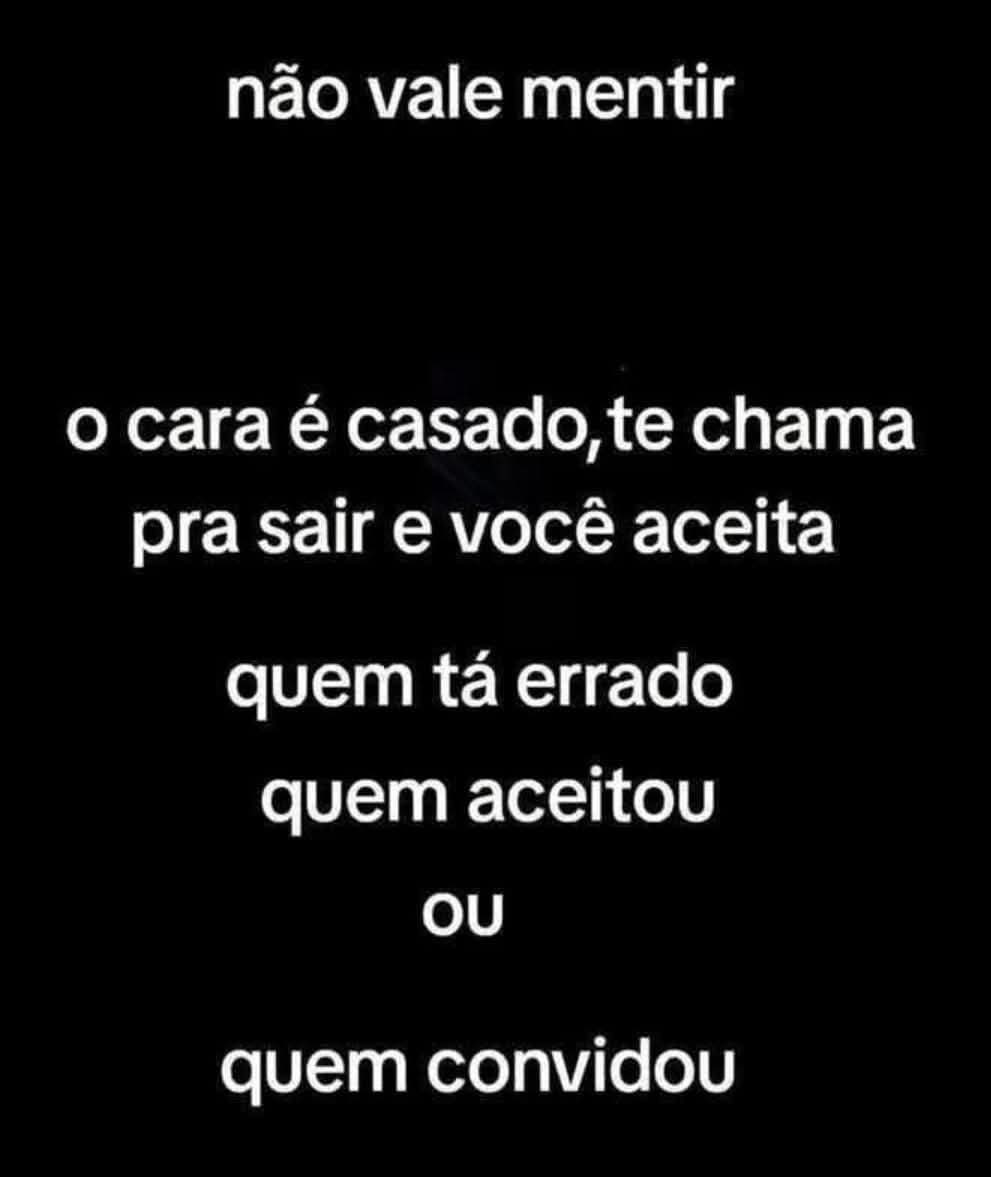 não vale mentir
o cara é casado,te chama
pra sair e você aceita
quem tá errado
quem aceitou
ou
quem convidou